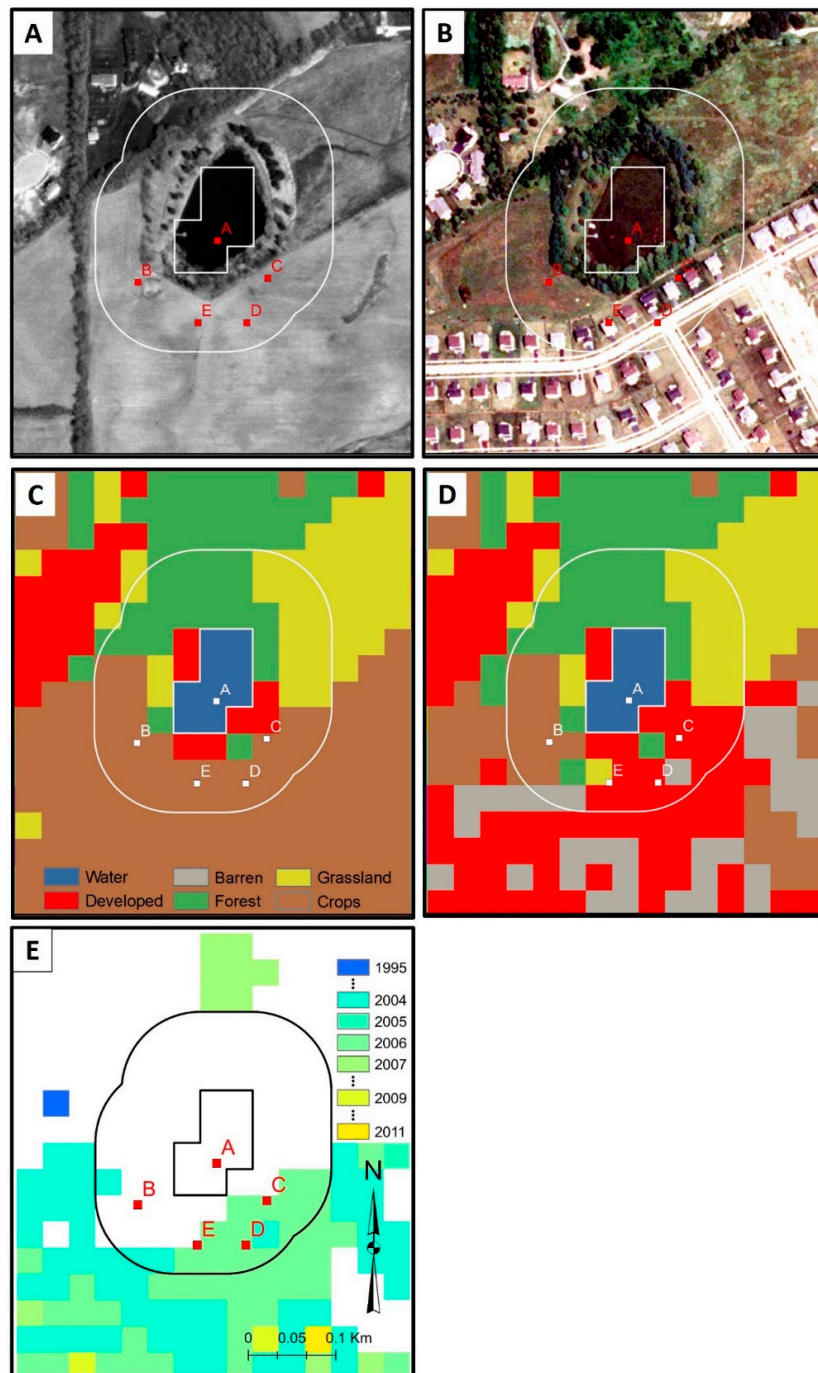 A
B
A
B
C
E
D
A
B
E
D
C
D
A
B
C
E
D
Water
Barren
Grassland
Developed
Forest
Crops
A
B
C
E
D
E
1995
2004
2005
2006
2007
2009
2011
A
B
C
E
D
N
0 0.05 0.1 Km